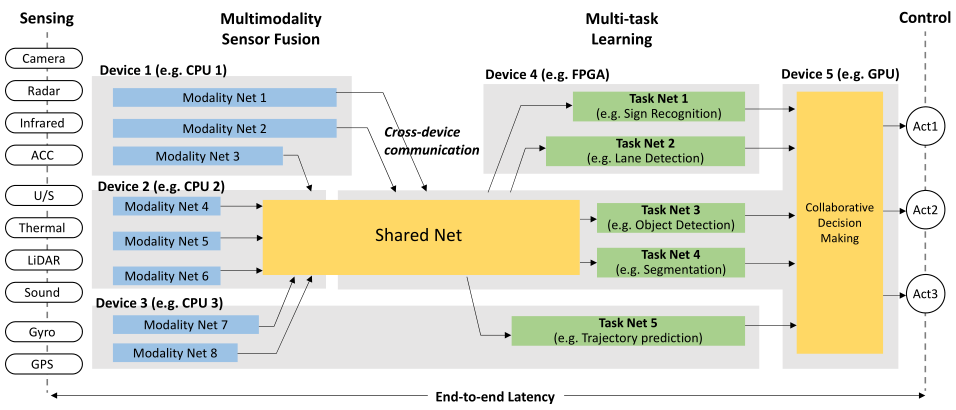 Sensing
Multimodality
Sensor Fusion
Multi-task
Learning
Control
Camera
Radar
Infrared
ACC
U/S
Thermal
LiDAR
Sound
Gyro
GPS
Device 1 (e.g. CPU 1)
Modality Net 1
Modality Net 2
Modality Net 3
Cross-device
communication
Device 2 (e.g. CPU 2)
Modality Net 4
Modality Net 5
Modality Net 6
Shared Net
Device 3 (e.g. CPU 3)
Modality Net 7
Modality Net 8
Device 4 (e.g. FPGA)
Task Net 1
(e.g. Sign Recognition)
Task Net 2
(e.g. Lane Detection)
Task Net 3
(e.g. Object Detection)
Task Net 4
(e.g. Segmentation)
Task Net 5
(e.g. Trajectory prediction)
Device 5 (e.g. GPU)
Collaborative
Decision
Making
Act1
Act2
Act3
End-to-end Latency